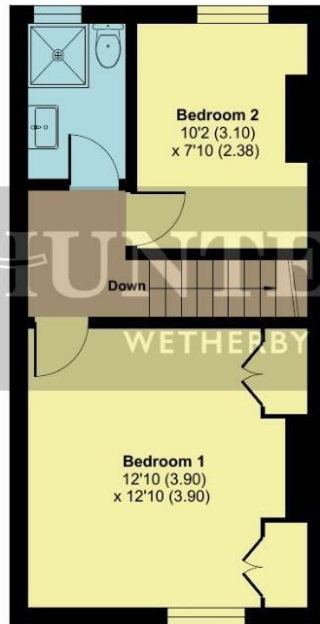 Bedroom 2
10'2 (3.10)
x 7'10 (2.38)
HUNTE
Down
WETHERBY
Bedroom 1
12'10 (3.90)
x 12'10 (3.90)